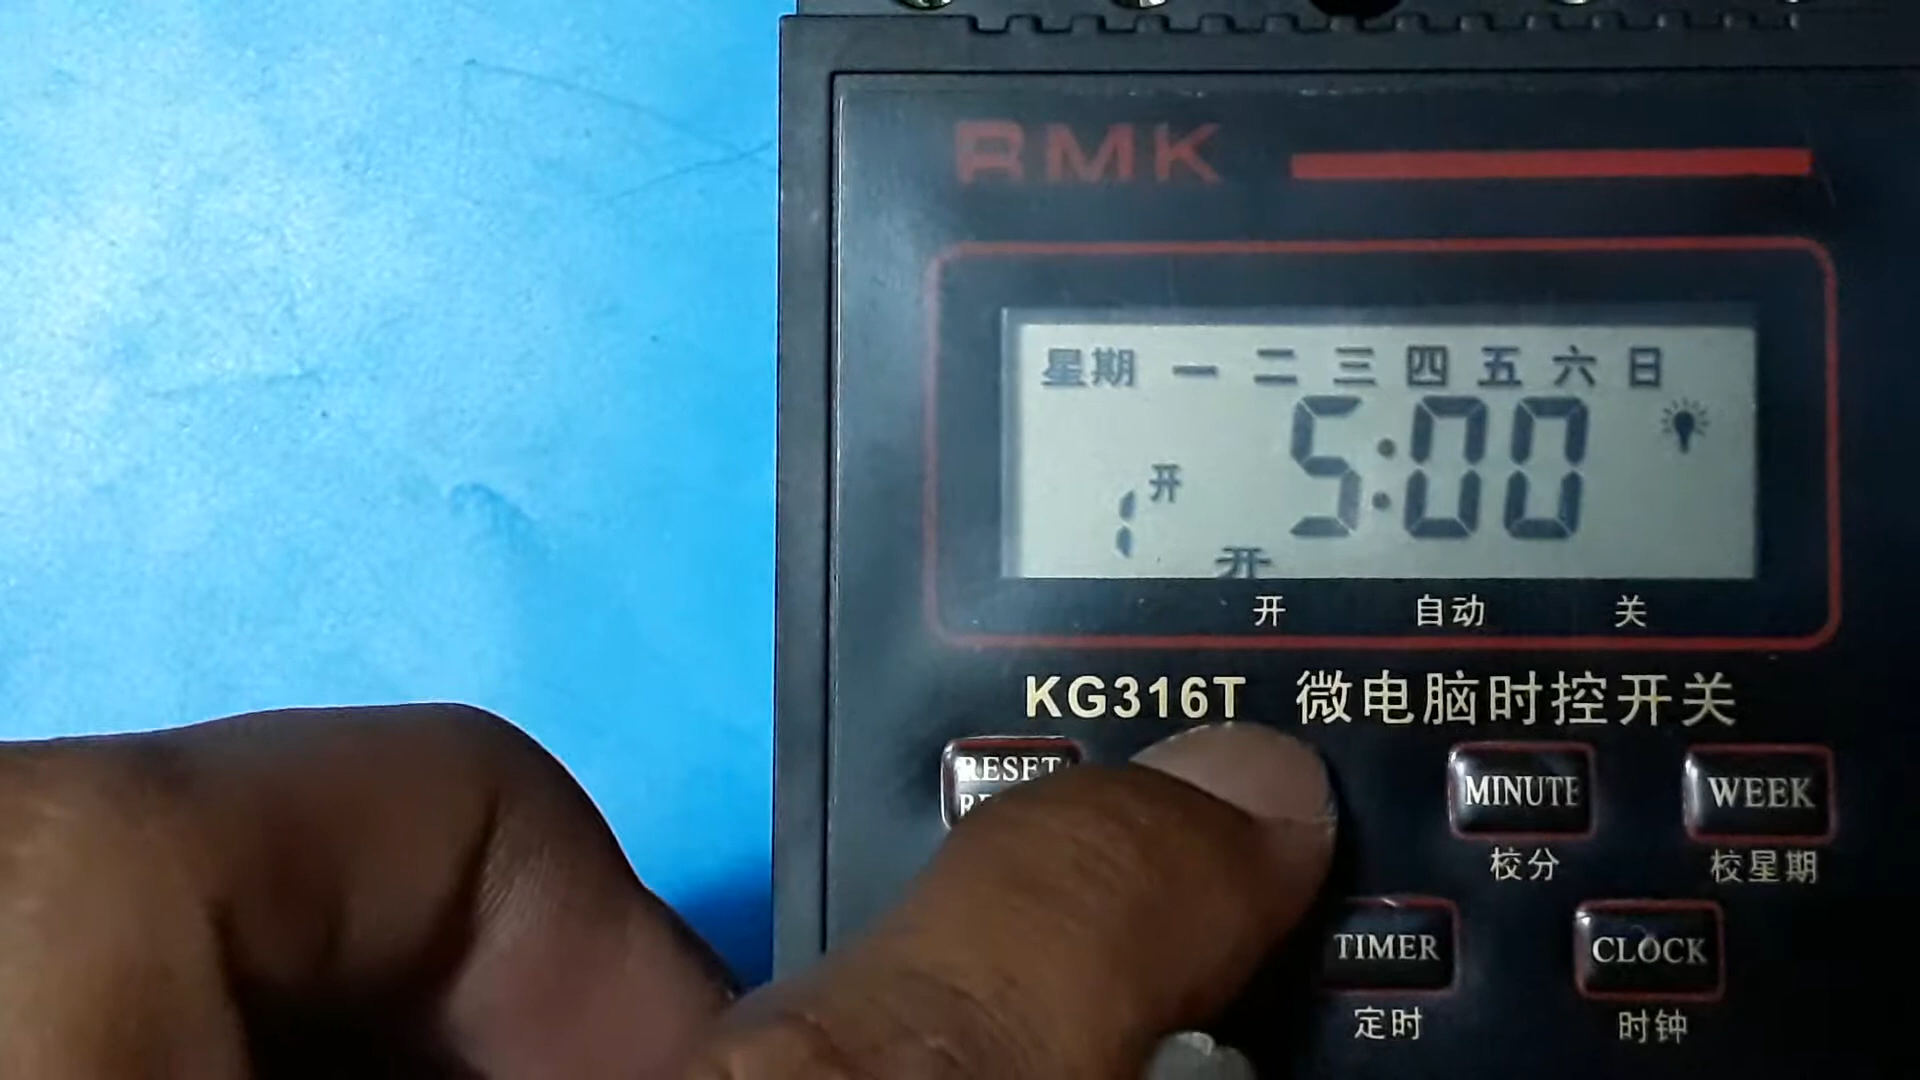 RMK
星期 一 二 三 四 五 六 日
5:00
1 开
开
开 自动 关
KG316T 微电脑时控开关
RESET MINUTE WEEK
校分 校星期
TIMER CLOCK
定时 时钟